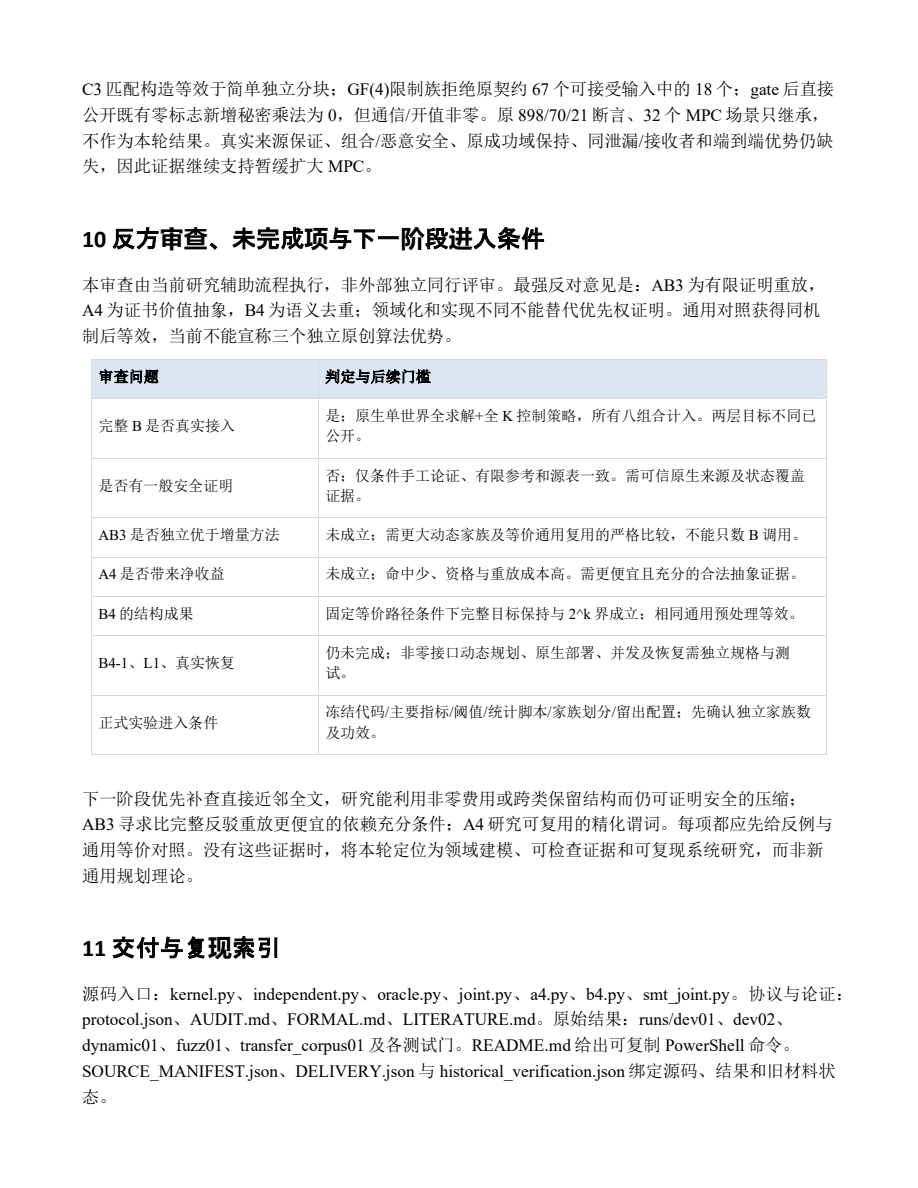 C3 匹配构造等效于简单独立分块；GF(4)限制族拒绝原契约 67 个可接受输入中的 18 个；gate 后直接
公开既有零标志新增秘密乘法为 0，但通信/开值非零。原 898/70/21 断言、32 个 MPC 场景只继承，
不作为本轮结果。真实来源保证、组合/恶意安全、原成功域保持、同泄漏/接收者和端到端优势仍缺
失，因此证据继续支持暂缓扩大 MPC。
10 反方审查、未完成项与下一阶段进入条件
本审查由当前研究辅助流程执行，非外部独立同行评审。最强反对意见是：AB3 为有限证明重放，
A4 为证书价值抽象，B4 为语义去重；领域化和实现不同不能替代优先权证明。通用对照获得同机
制后等效，当前不能宣称三个独立原创算法优势。
审查问题
判定与后续门槛
完整 B 是否真实接入
是；原生单世界全求解+全 K 控制策略，所有八组合计入。两层目标不同已
公开。
是否有一般安全证明
否；仅条件手工论证、有限参考和源表一致。需可信原生来源及状态覆盖
证据。
AB3 是否独立优于增量方法
未成立；需更大动态家族及等价通用复用的严格比较，不能只数 B 调用。
A4 是否带来净收益
未成立；命中少、资格与重放成本高。需更便宜且充分的合法抽象证据。
B4 的结构成果
固定等价路径条件下完整目标保持与 2^k 界成立；相同通用预处理等效。
B4-1、L1、真实恢复
仍未完成；非零接口动态规划、原生部署、并发及恢复需独立规格与测
试。
正式实验进入条件
冻结代码/主要指标/阈值/统计脚本/家族划分/留出配置；先确认独立家族数
及功效。
下一阶段优先补查直接近邻全文，研究能利用非零费用或跨类保留结构而仍可证明安全的压缩；
AB3 寻求比完整反驳重放更便宜的依赖充分条件；A4 研究可复用的精化谓词。每项都应先给反例与
通用等价对照。没有这些证据时，将本轮定位为领域建模、可检查证据和可复现系统研究，而非新
通用规划理论。
11 交付与复现索引
源码入口：kernel.py、independent.py、oracle.py、joint.py、a4.py、b4.py、smt_joint.py。协议与论证：
protocol.json、AUDIT.md、FORMAL.md、LITERATURE.md。原始结果：runs/dev01、dev02、
dynamic01、fuzz01、transfer_corpus01 及各测试门。README.md 给出可复制 PowerShell 命令。
SOURCE_MANIFEST.json、DELIVERY.json 与 historical_verification.json 绑定源码、结果和旧材料状
态。